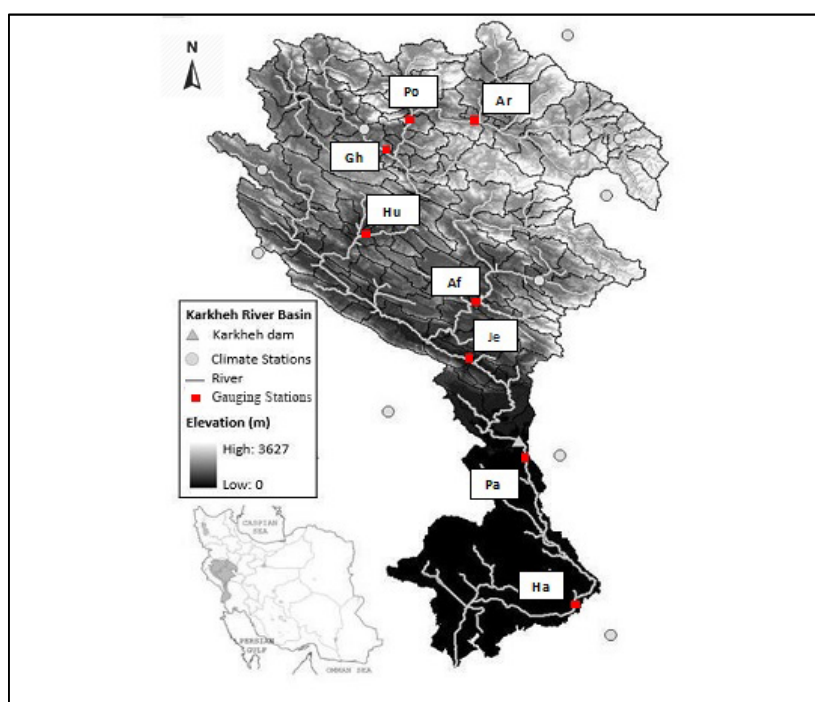 N
Po
Ar
Gh
Hu
Af
Je
Karkheh River Basin
Karkheh dam
Climate Stations
River
Gauging Stations
Elevation (m)
High: 3627
Low: 0
Pa
Ha
CASPIAN
SEA
PERSIAN
GULF
OMMAN SEA